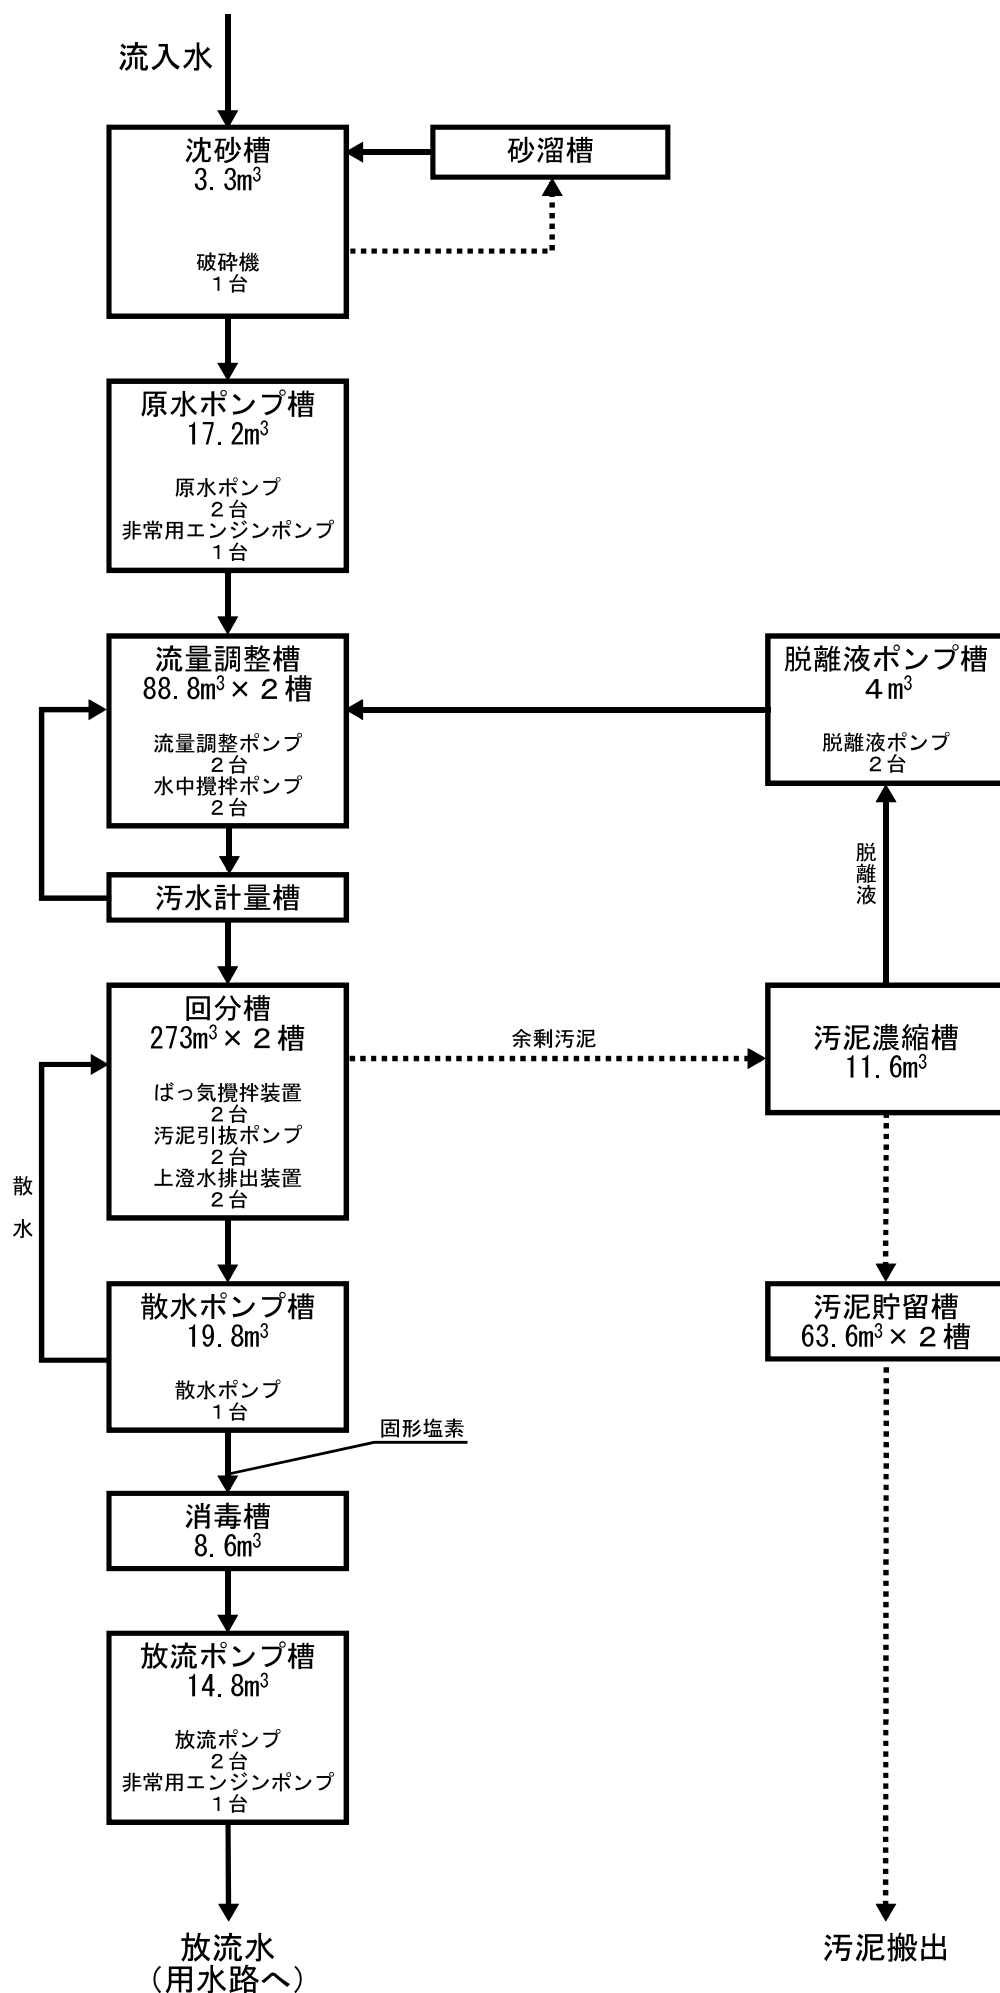 流入水
沈砂槽
3.3m³
破砕機
１台
砂溜槽
原水ポンプ槽
17.2m³
原水ポンプ
２台
非常用エンジンポンプ
１台
流量調整槽
88.8m³×２槽
流量調整ポンプ
２台
水中攪拌ポンプ
２台
脱離液ポンプ槽
４m³
脱離液ポンプ
２台
脱離液
汚水計量槽
回分槽
273m³×２槽
ばっ気攪拌装置
２台
汚泥引抜ポンプ
２台
上澄水排出装置
２台
余剰汚泥
汚泥濃縮槽
11.6m³
散水
散水ポンプ槽
19.8m³
散水ポンプ
１台
汚泥貯留槽
63.6m³×２槽
固形塩素
消毒槽
8.6m³
放流ポンプ槽
14.8m³
放流ポンプ
２台
非常用エンジンポンプ
１台
放流水
（用水路へ）
汚泥搬出